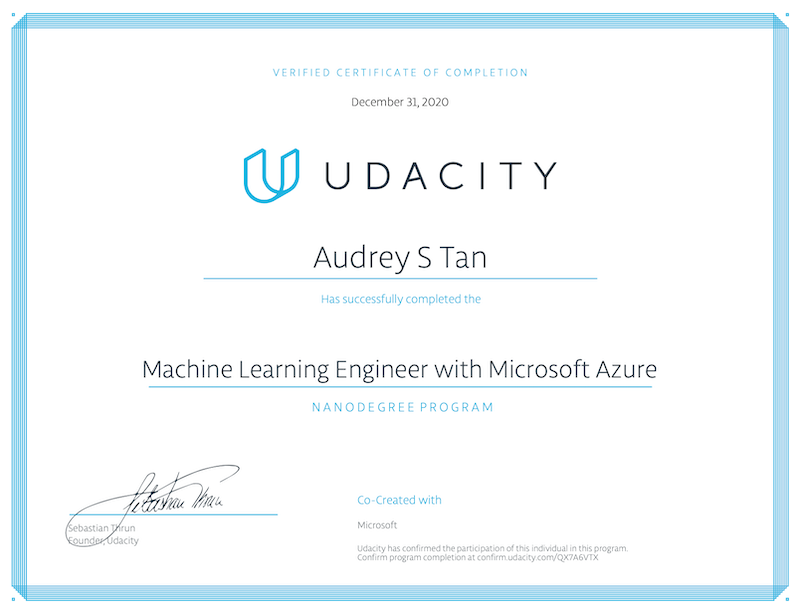 VERIFIED CERTIFICATE OF COMPLETION
December 31, 2020
UDACITY
Audrey S Tan
Has successfully completed the
Machine Learning Engineer with Microsoft Azure
NANODEGREE PROGRAM
Sebastian Thrun
Sebastian Thrun
Founder, Udacity
Co-Created with
Microsoft
Udacity has confirmed the participation of this individual in this program.
Confirm program completion at confirm.udacity.com/QX7A6VTX